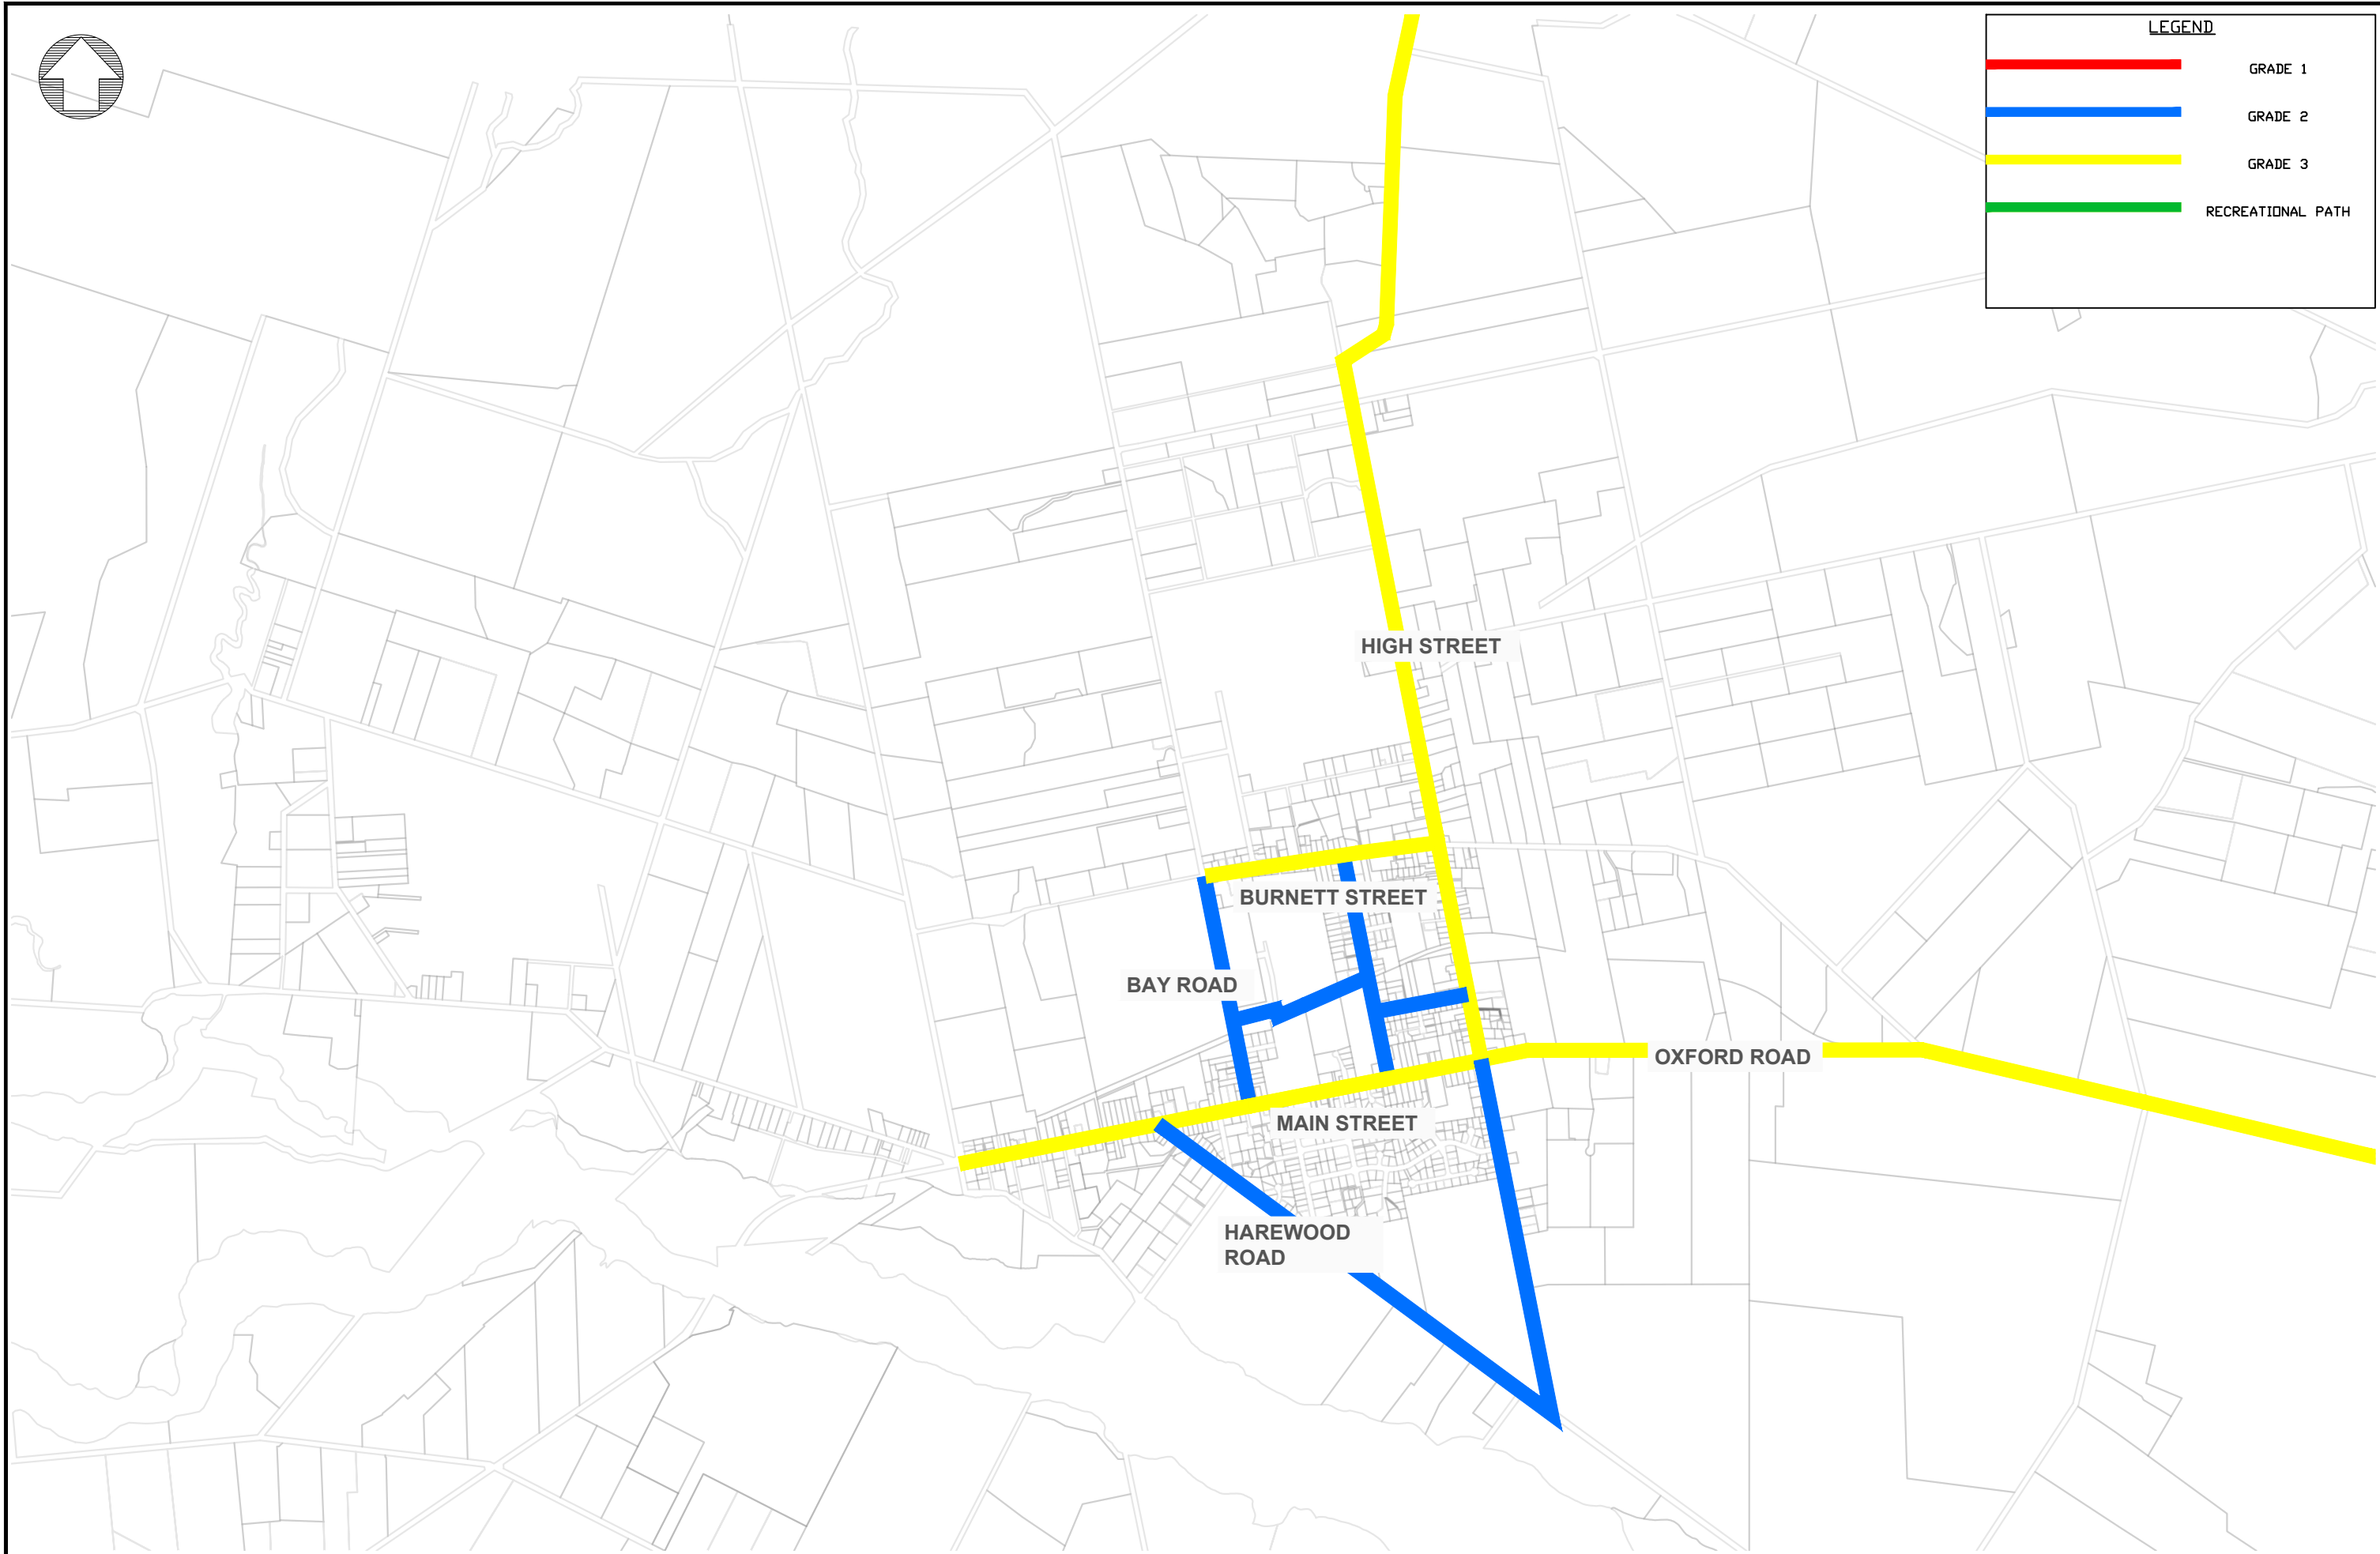 LEGEND
GRADE 1
GRADE 2
GRADE 3
RECREATIONAL PATH
HIGH STREET
BURNETT STREET
BAY ROAD
OXFORD ROAD
MAIN STREET
HAREWOOD
ROAD